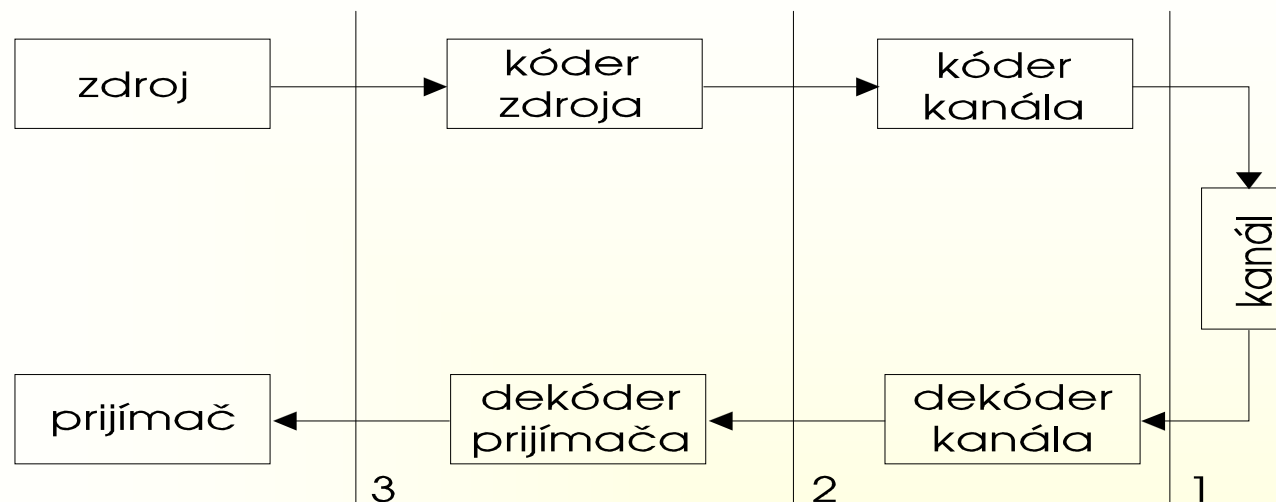 zdroj
kóder
zdroja
kóder
kanála
kanál
prijímač
dekóder
prijímača
dekóder
kanála
3
2
1